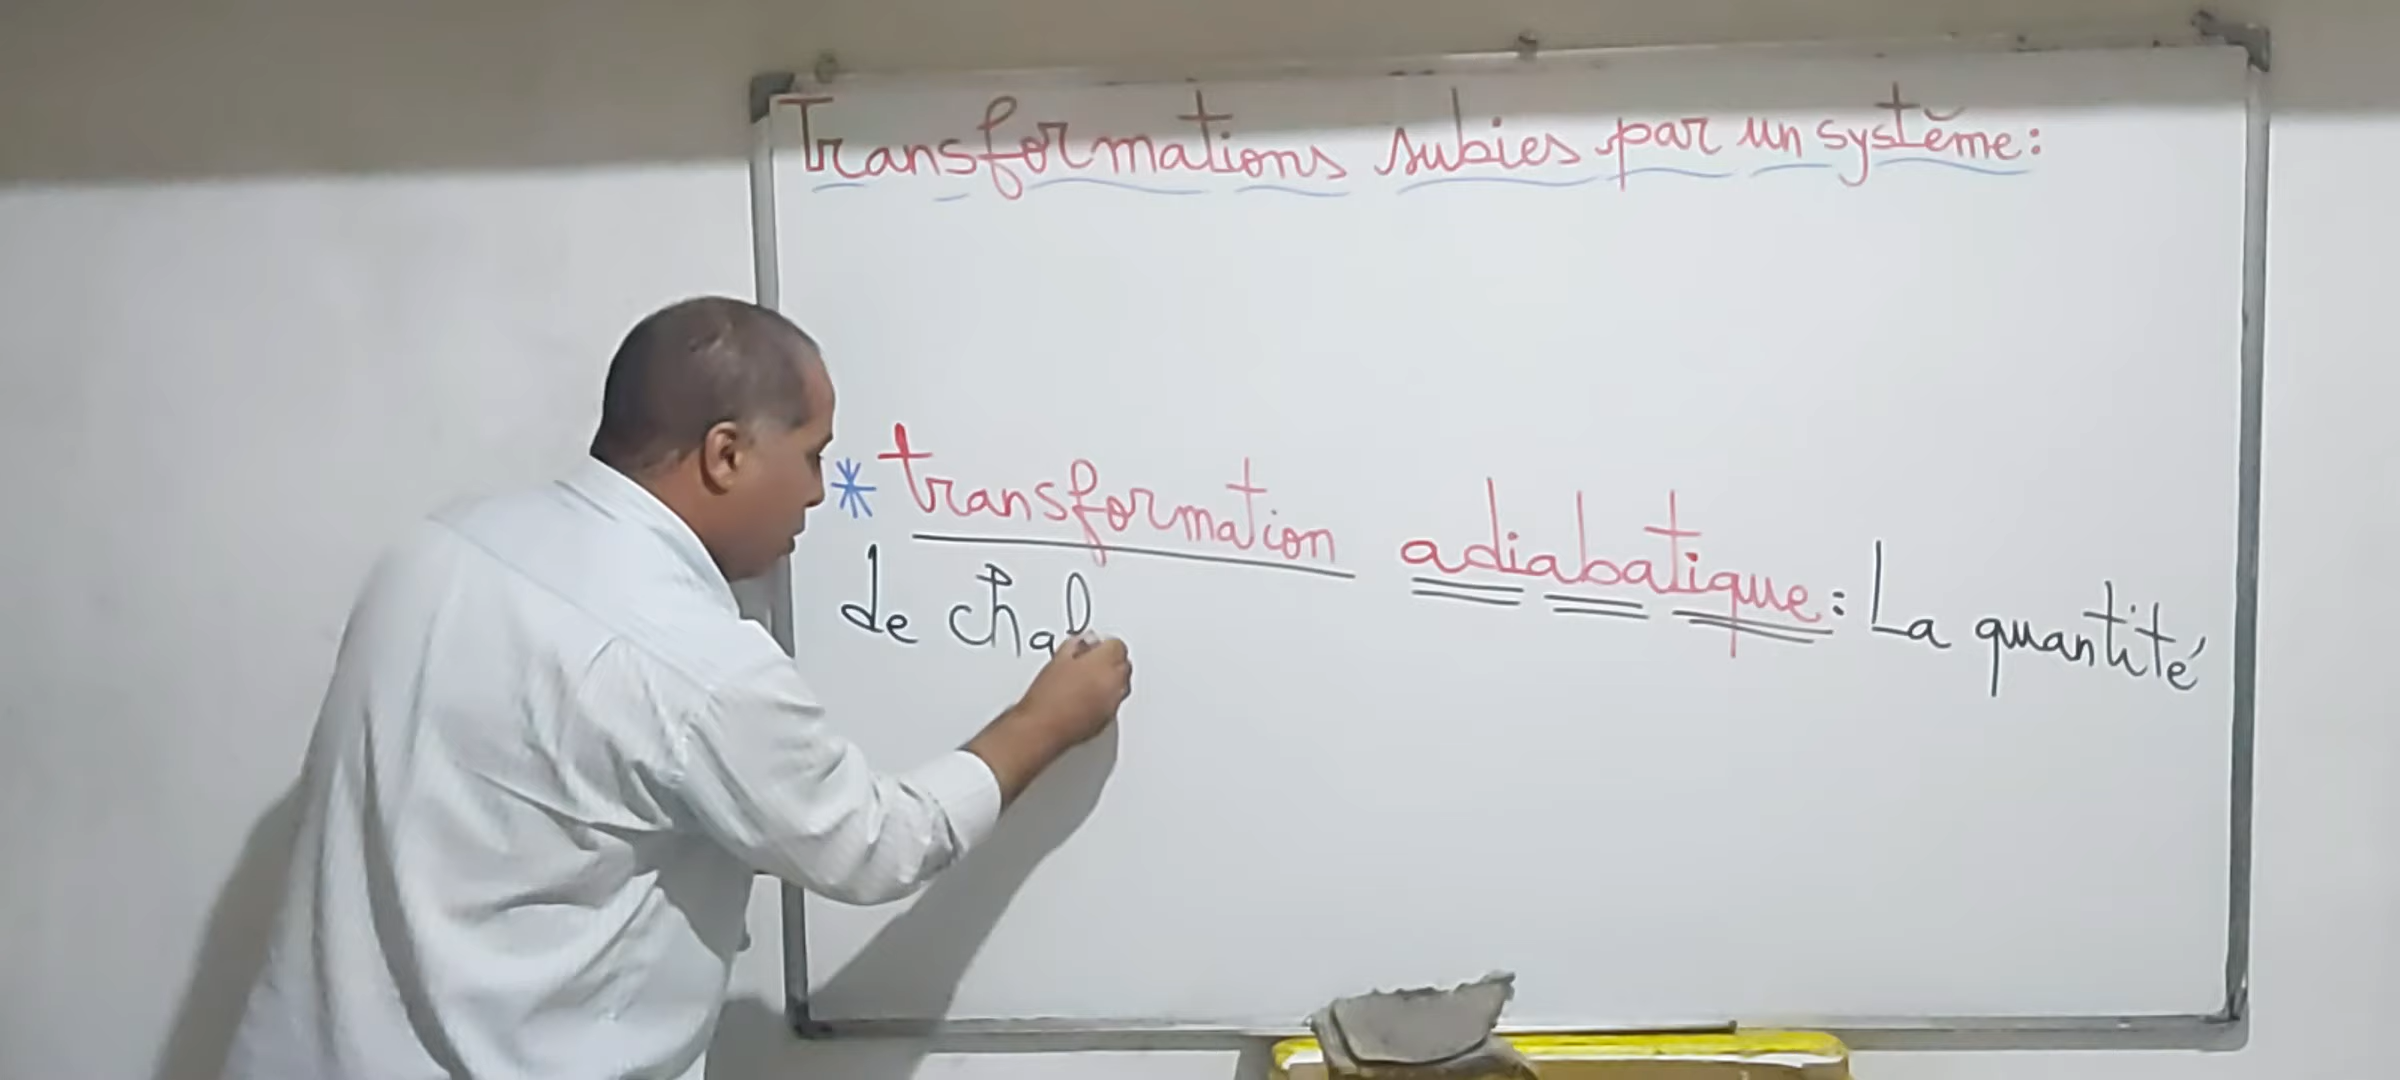 Transformations subies par un système:
* transformation adiabatique: La quantité
de chal